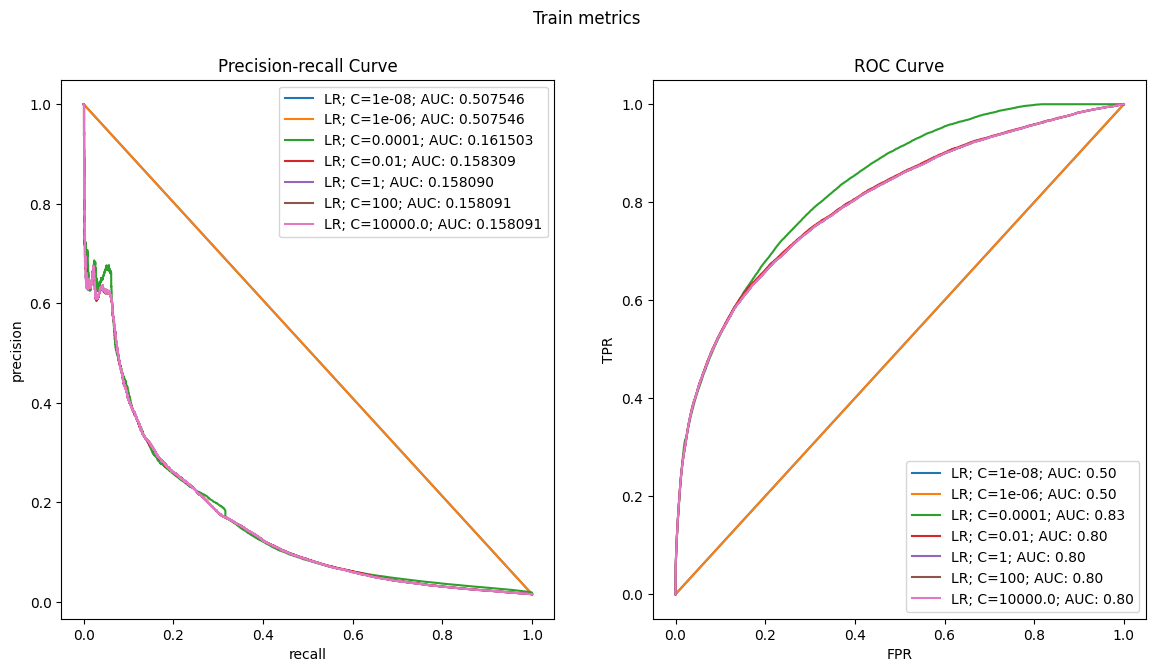 Train metrics
Precision-recall Curve
LR; C=1e-08; AUC: 0.507546
LR; C=1e-06; AUC: 0.507546
LR; C=0.0001; AUC: 0.161503
LR; C=0.01; AUC: 0.158309
LR; C=1; AUC: 0.158090
LR; C=100; AUC: 0.158091
LR; C=10000.0; AUC: 0.158091
1.0
0.8
0.6
0.4
0.2
0.0
precision
0.0 0.2 0.4 0.6 0.8 1.0
recall
ROC Curve
1.0
0.8
0.6
0.4
0.2
0.0
TPR
LR; C=1e-08; AUC: 0.50
LR; C=1e-06; AUC: 0.50
LR; C=0.0001; AUC: 0.83
LR; C=0.01; AUC: 0.80
LR; C=1; AUC: 0.80
LR; C=100; AUC: 0.80
LR; C=10000.0; AUC: 0.80
0.0 0.2 0.4 0.6 0.8 1.0
FPR